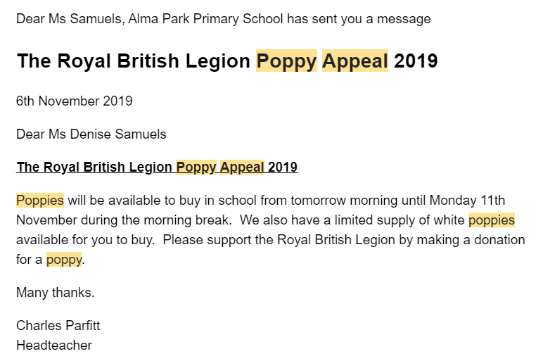 Dear Ms Samuels, Alma Park Primary School has sent you a message
The Royal British Legion Poppy Appeal 2019
6th November 2019
Dear Ms Denise Samuels
The Royal British Legion Poppy Appeal 2019
Poppies will be available to buy in school from tomorrow morning until Monday 11th
November during the morning break.  We also have a limited supply of white poppies
available for you to buy.  Please support the Royal British Legion by making a donation
for a poppy.
Many thanks.
Charles Parfitt
Headteacher